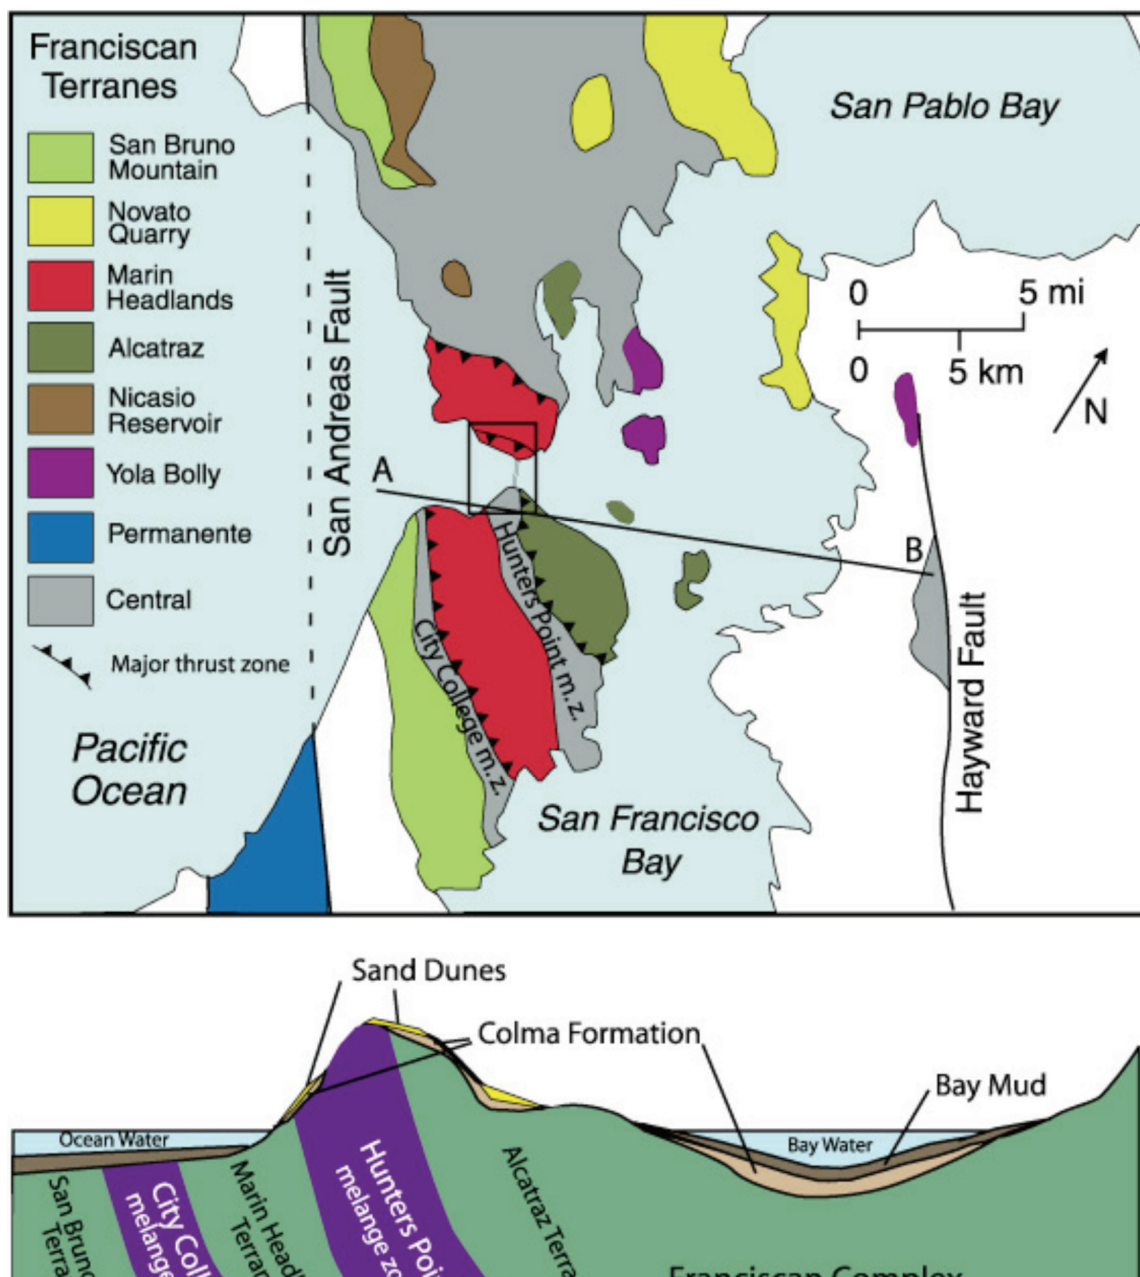 Franciscan
Terranes
San Bruno
Mountain
Novato
Quarry
Marin
Headlands
Alcatraz
Nicasio
Reservoir
Yola Bolly
Permanente
Central
Major thrust zone
San Pablo Bay
0 5 mi
0 5 km
N
San Andreas Fault
A
B
Hunters Point m.z.
City College m.z.
Hayward Fault
Pacific
Ocean
San Francisco
Bay
Sand Dunes
Colma Formation
Bay Mud
Ocean Water
Bay Water
San Bruno
Terra
City Coll
melange
Marin Headl
Terran
Hunters Poi
melange zo
Alcatraz Terra
Franciscan Complex